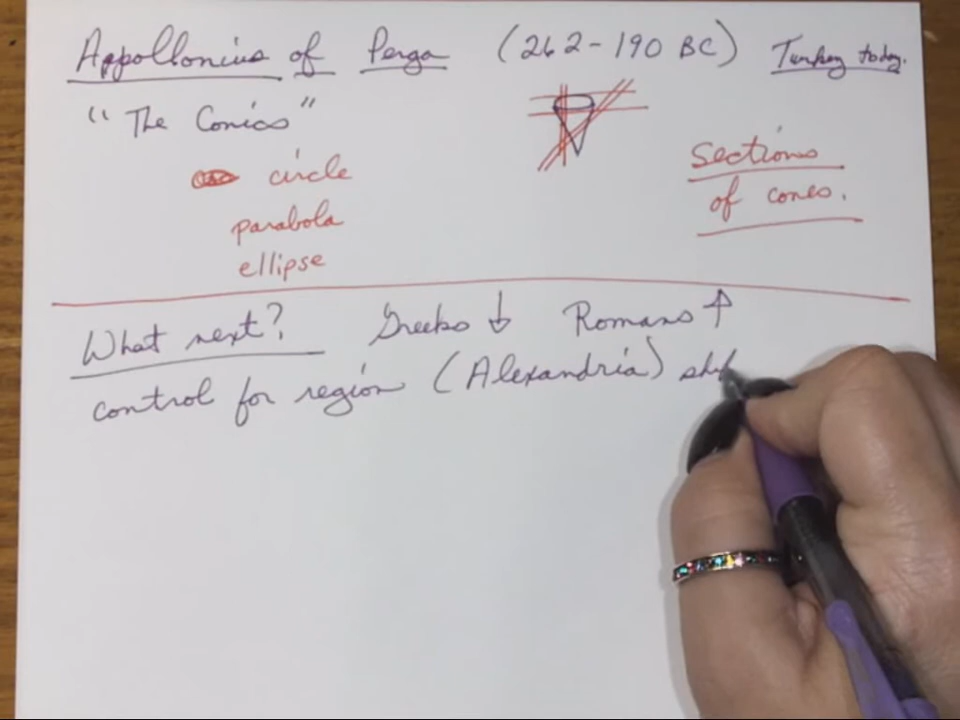 Appollonius of Perga (262-190 BC) Turkey today.
"The Conics"
circle
parabola
ellipse
Sections
of cones.
What next? Greeks ↓ Romans ↑
control for region (Alexandria)